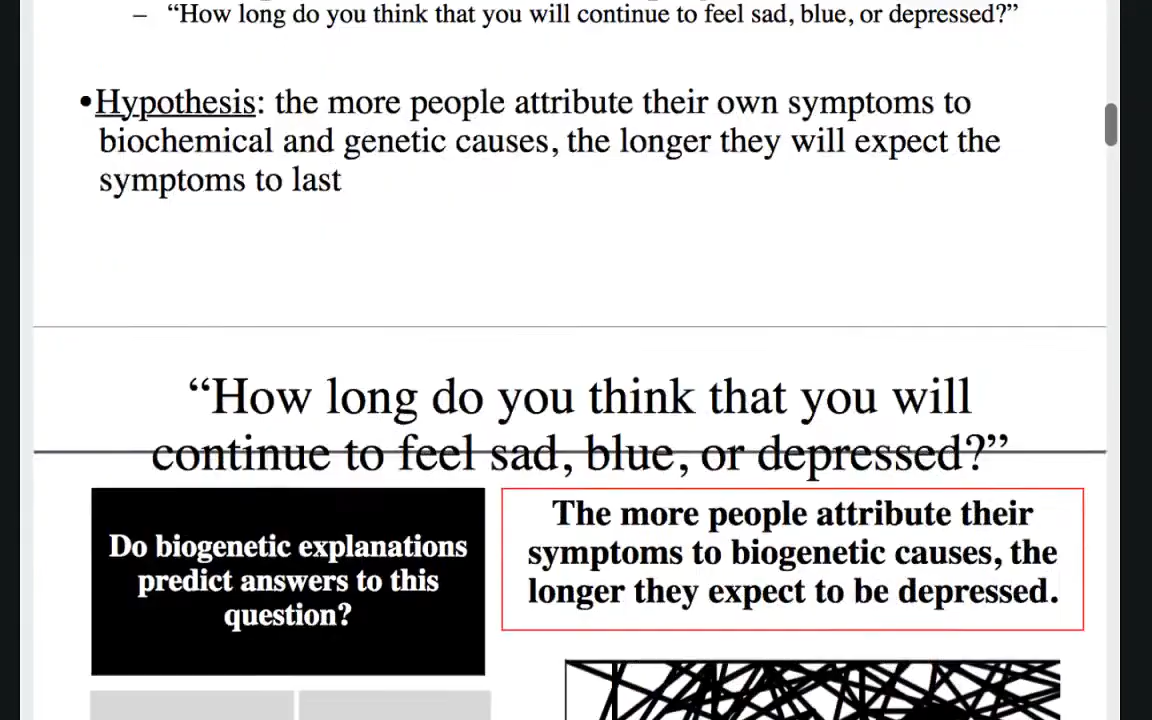 – “How long do you think that you will continue to feel sad, blue, or depressed?”
•Hypothesis: the more people attribute their own symptoms to
biochemical and genetic causes, the longer they will expect the
symptoms to last
“How long do you think that you will
continue to feel sad, blue, or depressed?”
Do biogenetic explanations
predict answers to this
question?
The more people attribute their
symptoms to biogenetic causes, the
longer they expect to be depressed.